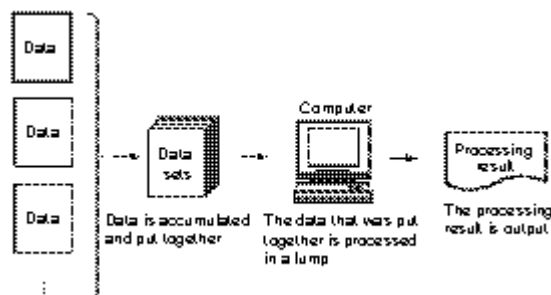 Data
Data
Data
⋮
Data
sets
Data is accumulated
and put together
Computer
The data that was put
together is processed
in a lump
Processing
result
The processing
result is output